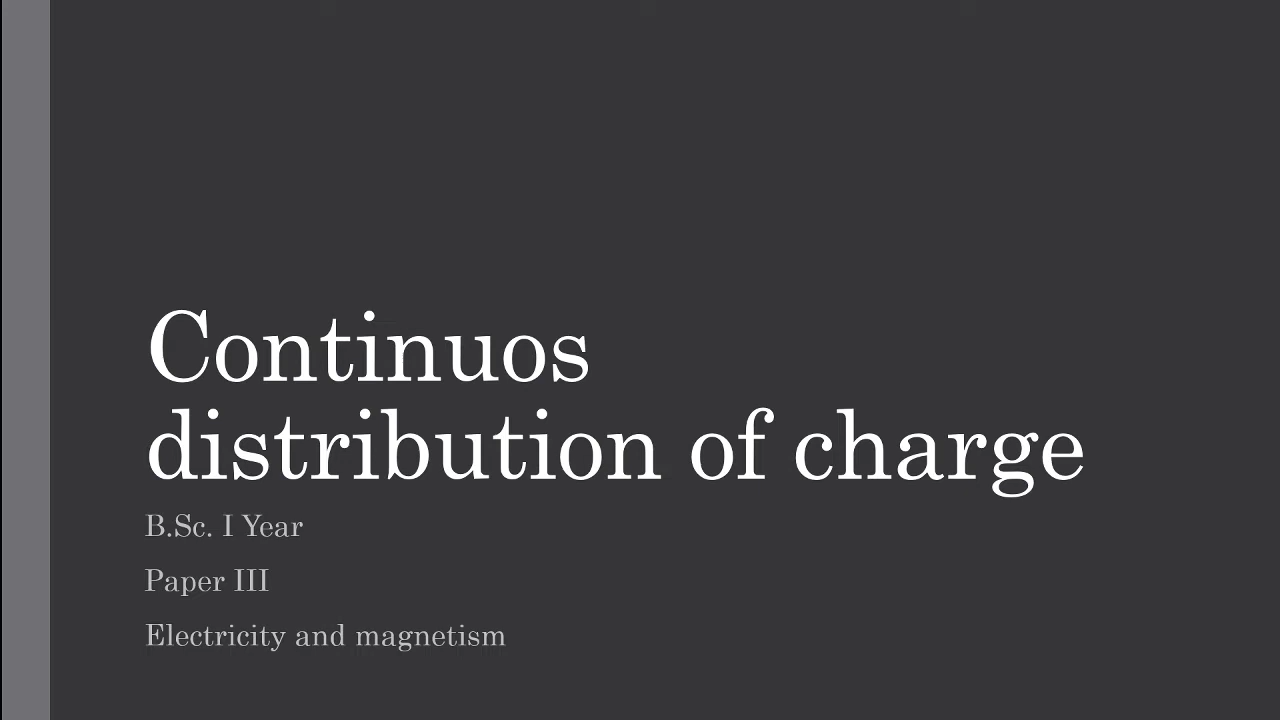 Continuos
distribution of charge
B.Sc. I Year
Paper III
Electricity and magnetism